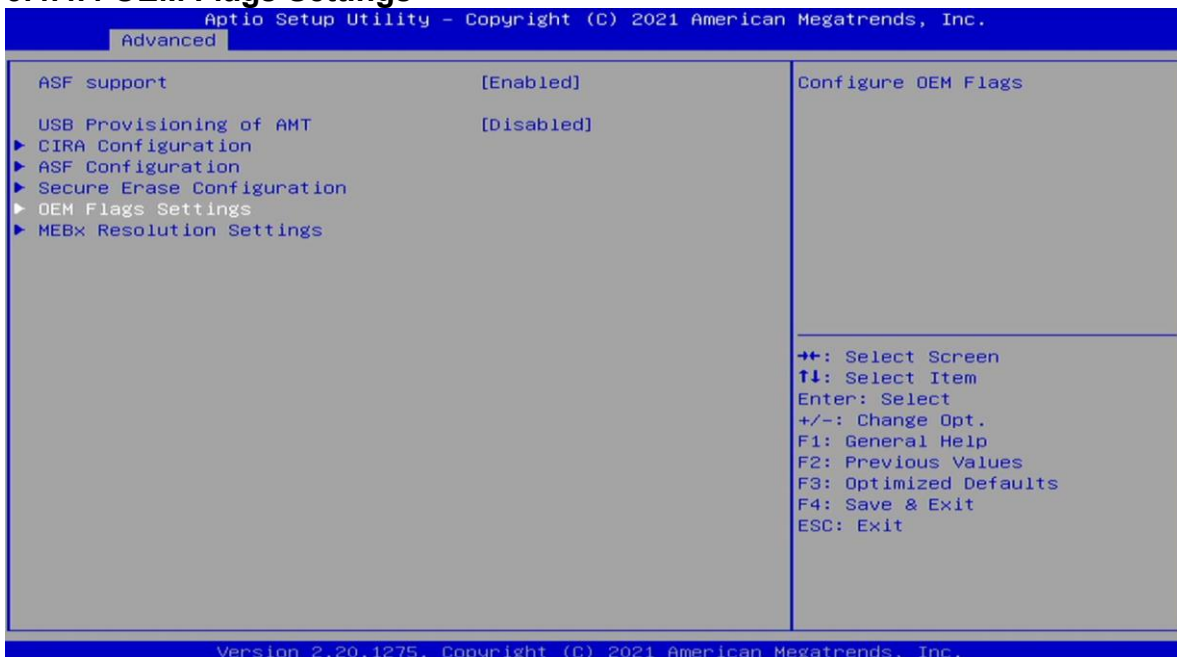 OEM Flags Settings
Aptio Setup Utility – Copyright (C) 2021 American Megatrends, Inc.
Advanced
ASF support [Enabled]
USB Provisioning of AMT [Disabled]
▶ CIRA Configuration
▶ ASF Configuration
▶ Secure Erase Configuration
▶ OEM Flags Settings
▶ MEBx Resolution Settings
Configure OEM Flags
→←: Select Screen
↑↓: Select Item
Enter: Select
+/-: Change Opt.
F1: General Help
F2: Previous Values
F3: Optimized Defaults
F4: Save & Exit
ESC: Exit
Version 2.20.1275. Copyright (C) 2021 American Megatrends, Inc.